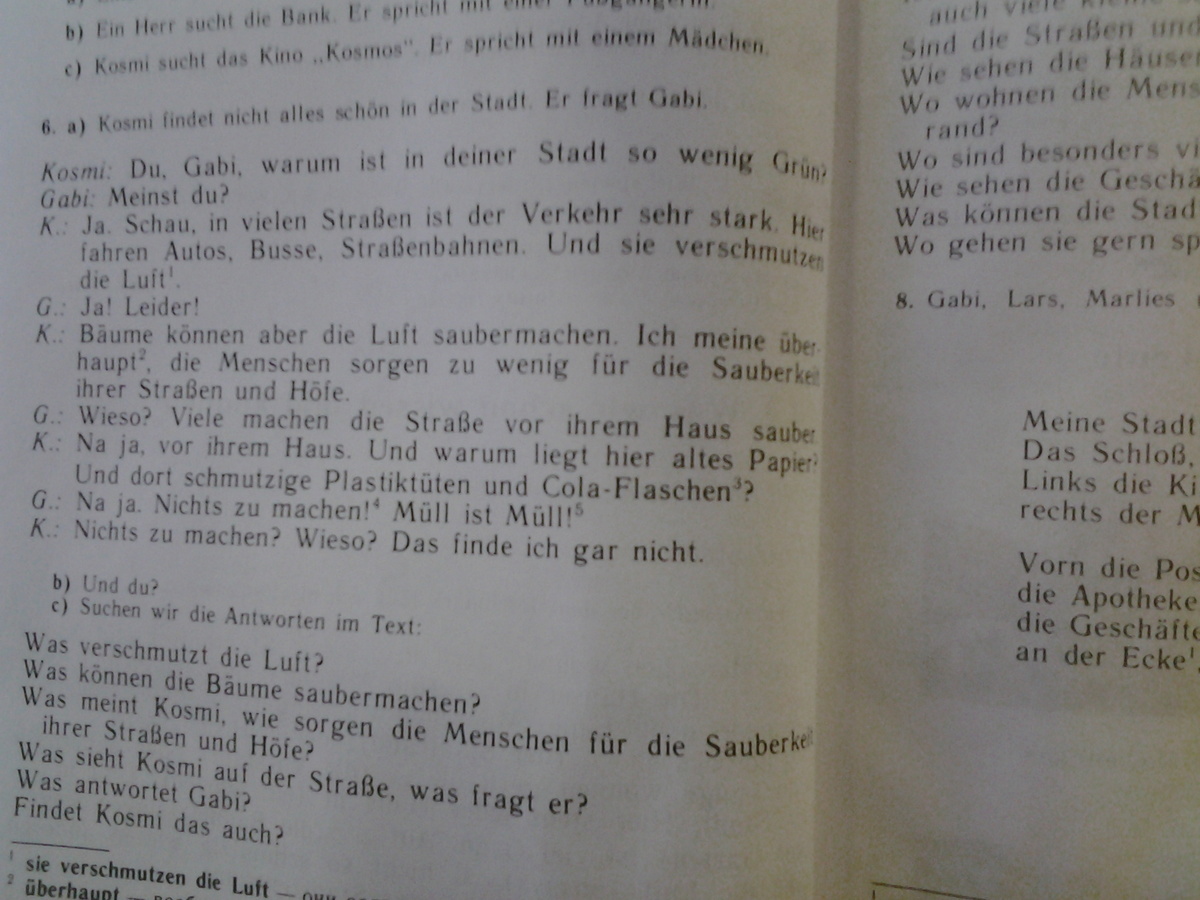 b) Ein Herr sucht die Bank. Er spricht mit einer Fußgängerin.
c) Kosmi sucht das Kino „Kosmos“. Er spricht mit einem Mädchen.
6. a) Kosmi findet nicht alles schön in der Stadt. Er fragt Gabi.
Kosmi: Du, Gabi, warum ist in deiner Stadt so wenig Grün?
Gabi: Meinst du?
K.: Ja. Schau, in vielen Straßen ist der Verkehr sehr stark. Hier
fahren Autos, Busse, Straßenbahnen. Und sie verschmutzen
die Luft¹.
G.: Ja! Leider!
K.: Bäume können aber die Luft saubermachen. Ich meine über-
haupt², die Menschen sorgen zu wenig für die Sauberkeit
ihrer Straßen und Höfe.
G.: Wieso? Viele machen die Straße vor ihrem Haus sauber
K.: Na ja, vor ihrem Haus. Und warum liegt hier altes Papier?
Und dort schmutzige Plastiktüten und Cola-Flaschen³?
G.: Na ja. Nichts zu machen!⁴ Müll ist Müll!⁵
K.: Nichts zu machen? Wieso? Das finde ich gar nicht.
b) Und du?
c) Suchen wir die Antworten im Text:
Was verschmutzt die Luft?
Was können die Bäume saubermachen?
Was meint Kosmi, wie sorgen die Menschen für die Sauberkeit
ihrer Straßen und Höfe?
Was sieht Kosmi auf der Straße, was fragt er?
Was antwortet Gabi?
Findet Kosmi das auch?
¹ sie verschmutzen die Luft —
² überhaupt —
auch viele kleine
Sind die Straßen und
Wie sehen die Häuser
Wo wohnen die Mens
rand?
Wo sind besonders vi
Wie sehen die Geschä
Was können die Stad
Wo gehen sie gern sp
8. Gabi, Lars, Marlies
Meine Stadt
Das Schloß,
Links die Ki
rechts der M
Vorn die Pos
die Apotheke
die Geschäfte
an der Ecke¹